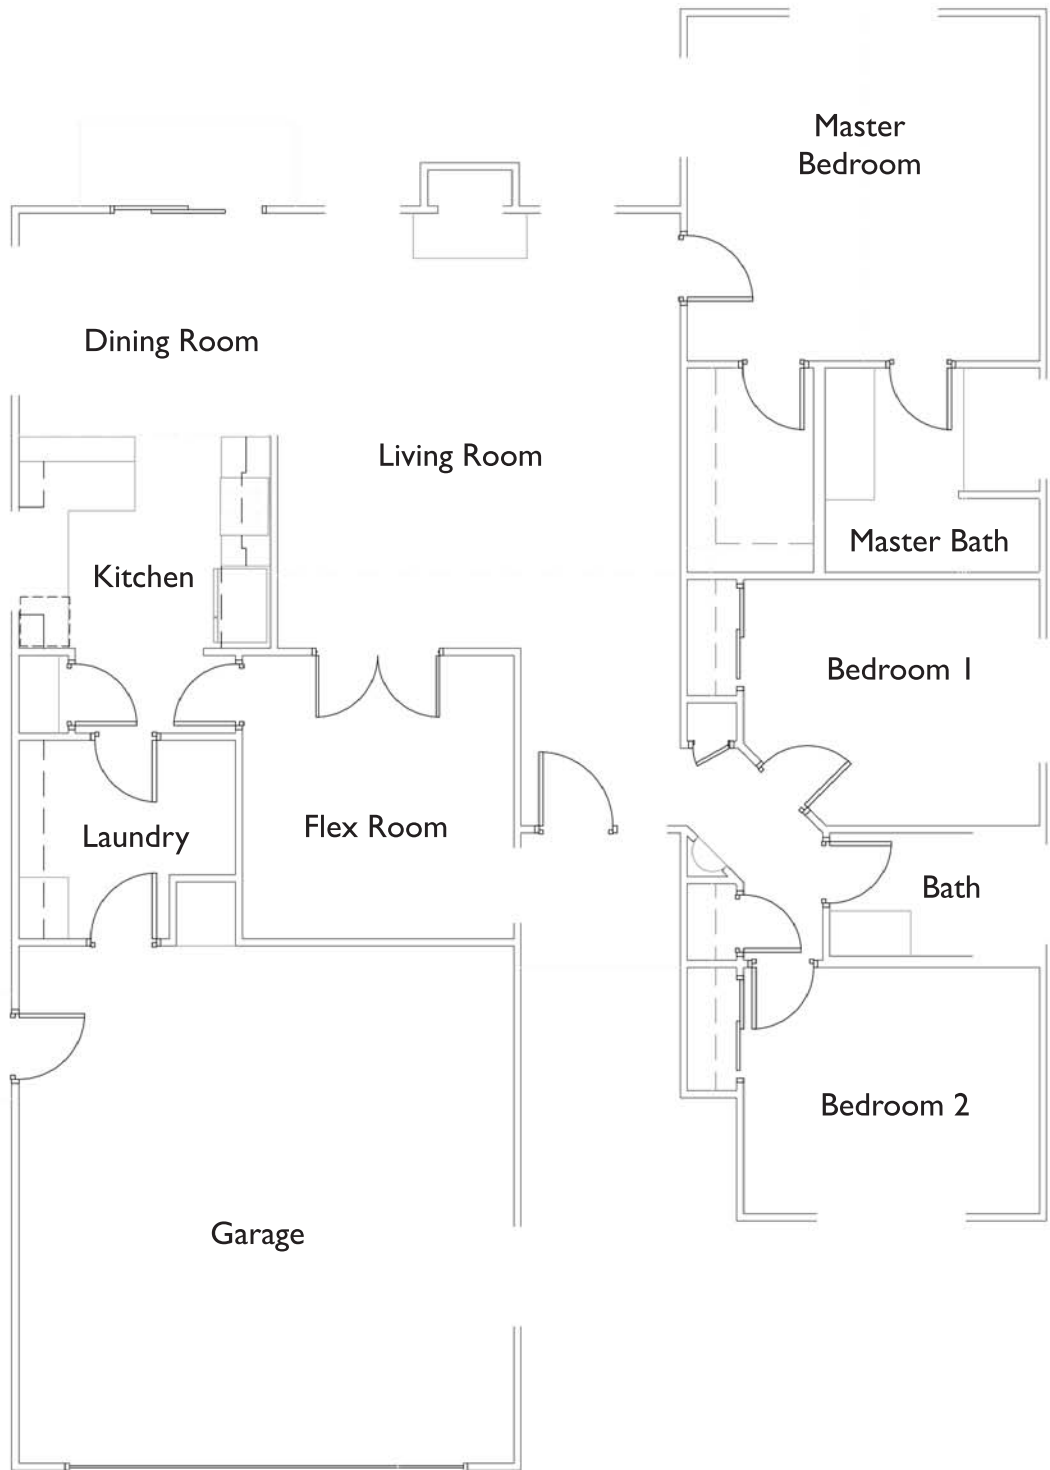 Master
Bedroom
Dining Room
Living Room
Master Bath
Kitchen
Bedroom 1
Laundry
Flex Room
Bath
Bedroom 2
Garage